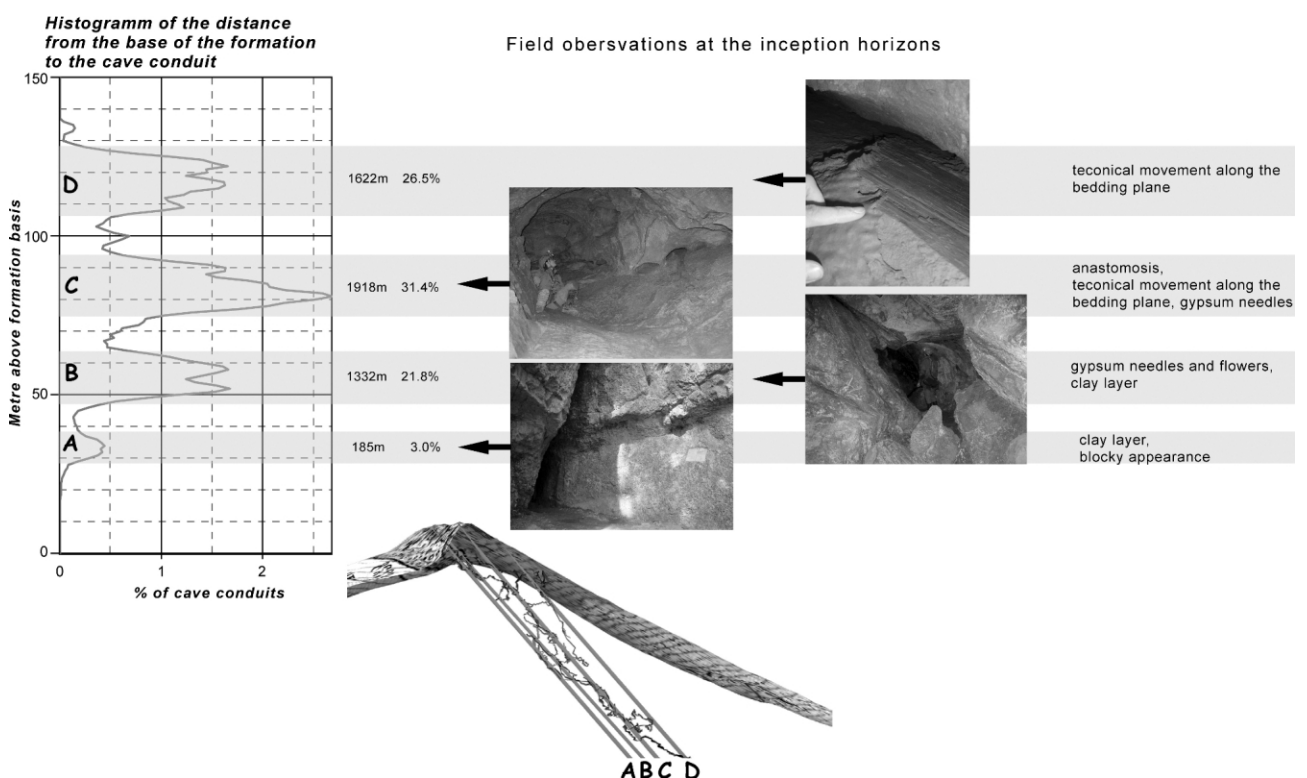 Histogramm of the distance
from the base of the formation
to the cave conduit
Field obersvations at the inception horizons
150
100
50
0
Metre above formation basis
D
C
B
A
0
1
2
% of cave conduits
1622m 26.5%
teconical movement along the
bedding plane
1918m 31.4%
anastomosis,
teconical movement along the
bedding plane, gypsum needles
1332m 21.8%
gypsum needles and flowers,
clay layer
185m 3.0%
clay layer,
blocky appearance
A B C D